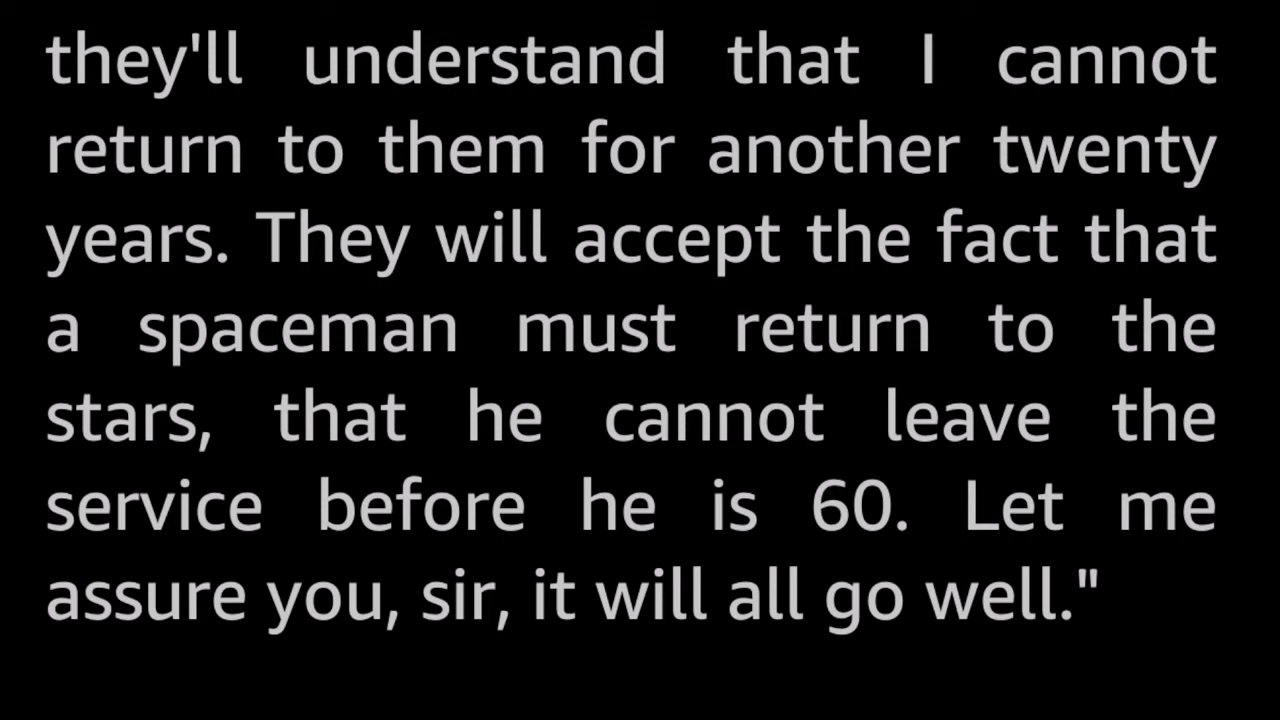 they'll understand that I cannot
return to them for another twenty
years. They will accept the fact that
a spaceman must return to the
stars, that he cannot leave the
service before he is 60. Let me
assure you, sir, it will all go well."